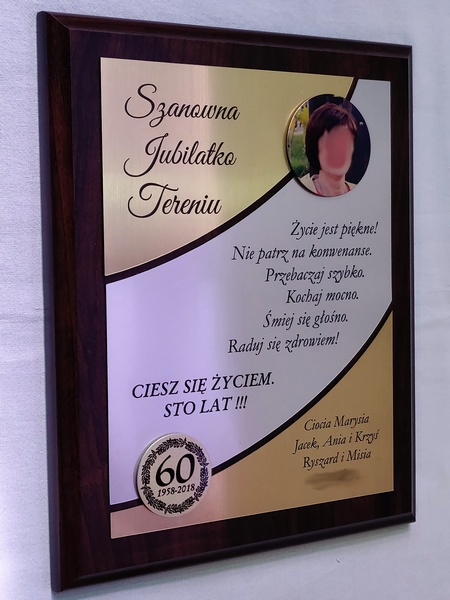 Szanowna
Jubilatko
Tereniu
Życie jest piękne!
Nie patrz na konwenanse.
Przebaczaj szybko.
Kochaj mocno.
Śmiej się głośno.
Raduj się zdrowiem!
CIESZ SIĘ ŻYCIEM.
STO LAT !!!
Ciocia Marysia
Jacek, Ania i Krzyś
Ryszard i Misia
60
1958-2018